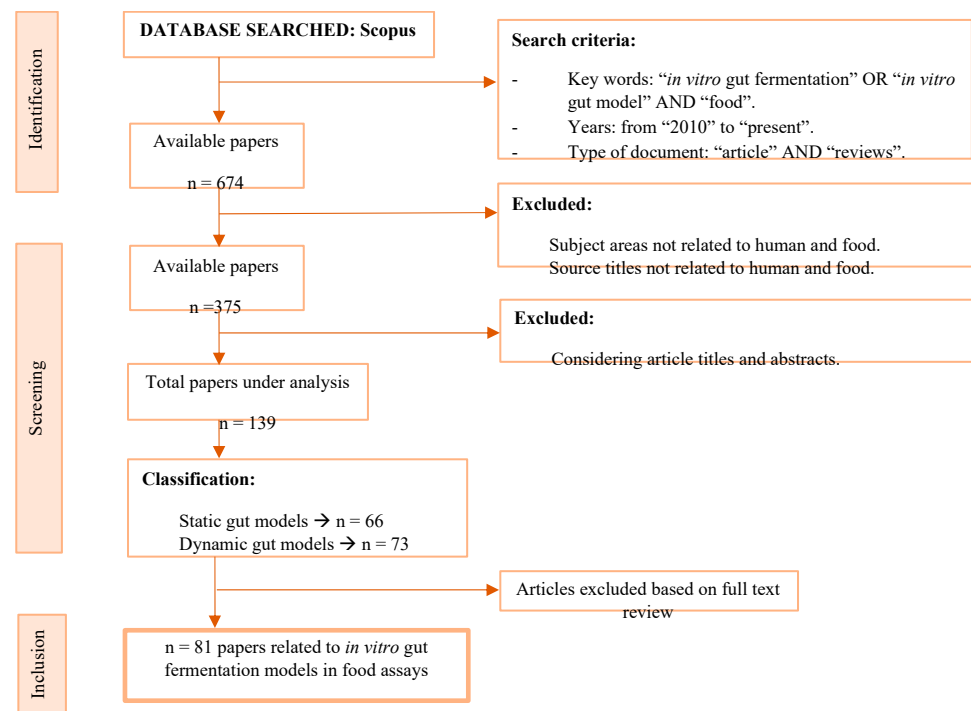 DATABASE SEARCHED: Scopus
Search criteria:
- Key words: “in vitro gut fermentation” OR “in vitro
gut model” AND “food”.
- Years: from “2010” to “present”.
- Type of document: “article” AND “reviews”.
Identification
Available papers
n = 674
Excluded:
Subject areas not related to human and food.
Source titles not related to human and food.
Screening
Available papers
n =375
Excluded:
Considering article titles and abstracts.
Total papers under analysis
n = 139
Classification:
Static gut models → n = 66
Dynamic gut models → n = 73
Articles excluded based on full text
review
Inclusion
n = 81 papers related to in vitro gut
fermentation models in food assays